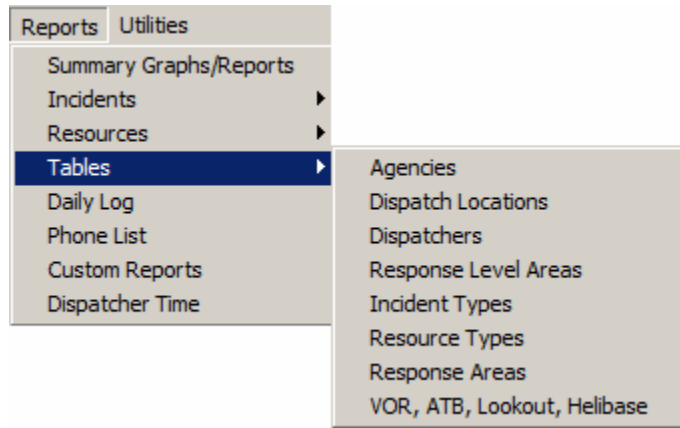 Reports Utilities
Summary Graphs/Reports
Incidents
Resources
Tables
Daily Log
Phone List
Custom Reports
Dispatcher Time
Agencies
Dispatch Locations
Dispatchers
Response Level Areas
Incident Types
Resource Types
Response Areas
VOR, ATB, Lookout, Helibase